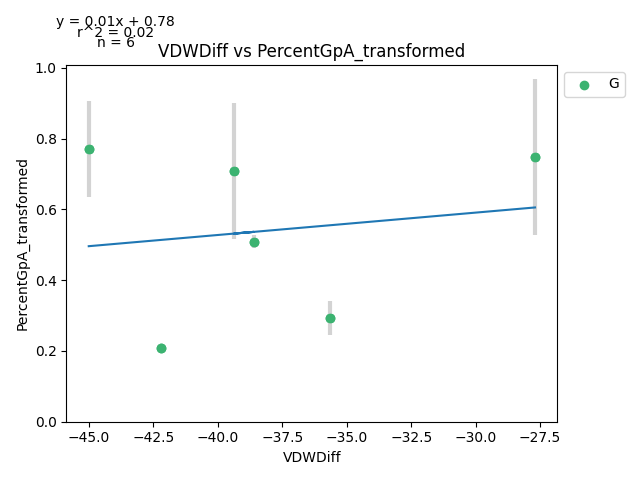 y = 0.01x + 0.78
r^2 = 0.02
n = 6
VDWDiff vs PercentGpA_transformed
G
PercentGpA_transformed
1.0
0.8
0.6
0.4
0.2
0.0
−45.0 −42.5 −40.0 −37.5 −35.0 −32.5 −30.0 −27.5
VDWDiff